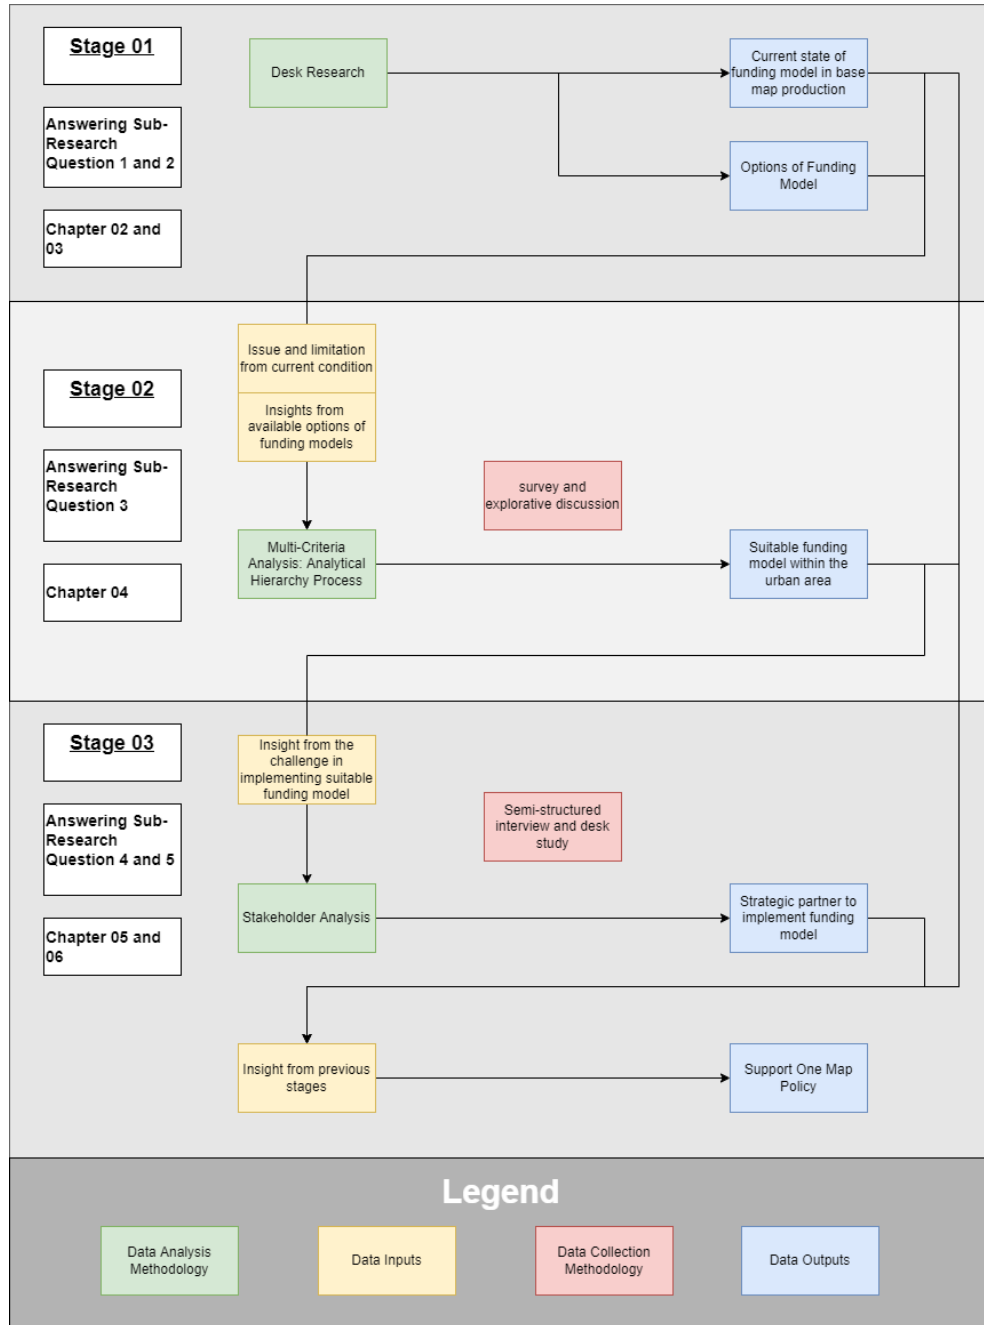 Stage 01
Answering Sub-
Research
Question 1 and 2
Chapter 02 and
03
Desk Research
Current state of
funding model in base
map production
Options of Funding
Model
Stage 02
Answering Sub-
Research
Question 3
Chapter 04
Issue and limitation
from current condition
Insights from
available options of
funding models
survey and
explorative discussion
Multi-Criteria
Analysis: Analytical
Hierarchy Process
Suitable funding
model within the
urban area
Stage 03
Answering Sub-
Research
Question 4 and 5
Chapter 05 and
06
Insight from the
challenge in
implementing suitable
funding model
Semi-structured
interview and desk
study
Stakeholder Analysis
Strategic partner to
implement funding
model
Insight from previous
stages
Support One Map
Policy
Legend
Data Analysis
Methodology
Data Inputs
Data Collection
Methodology
Data Outputs